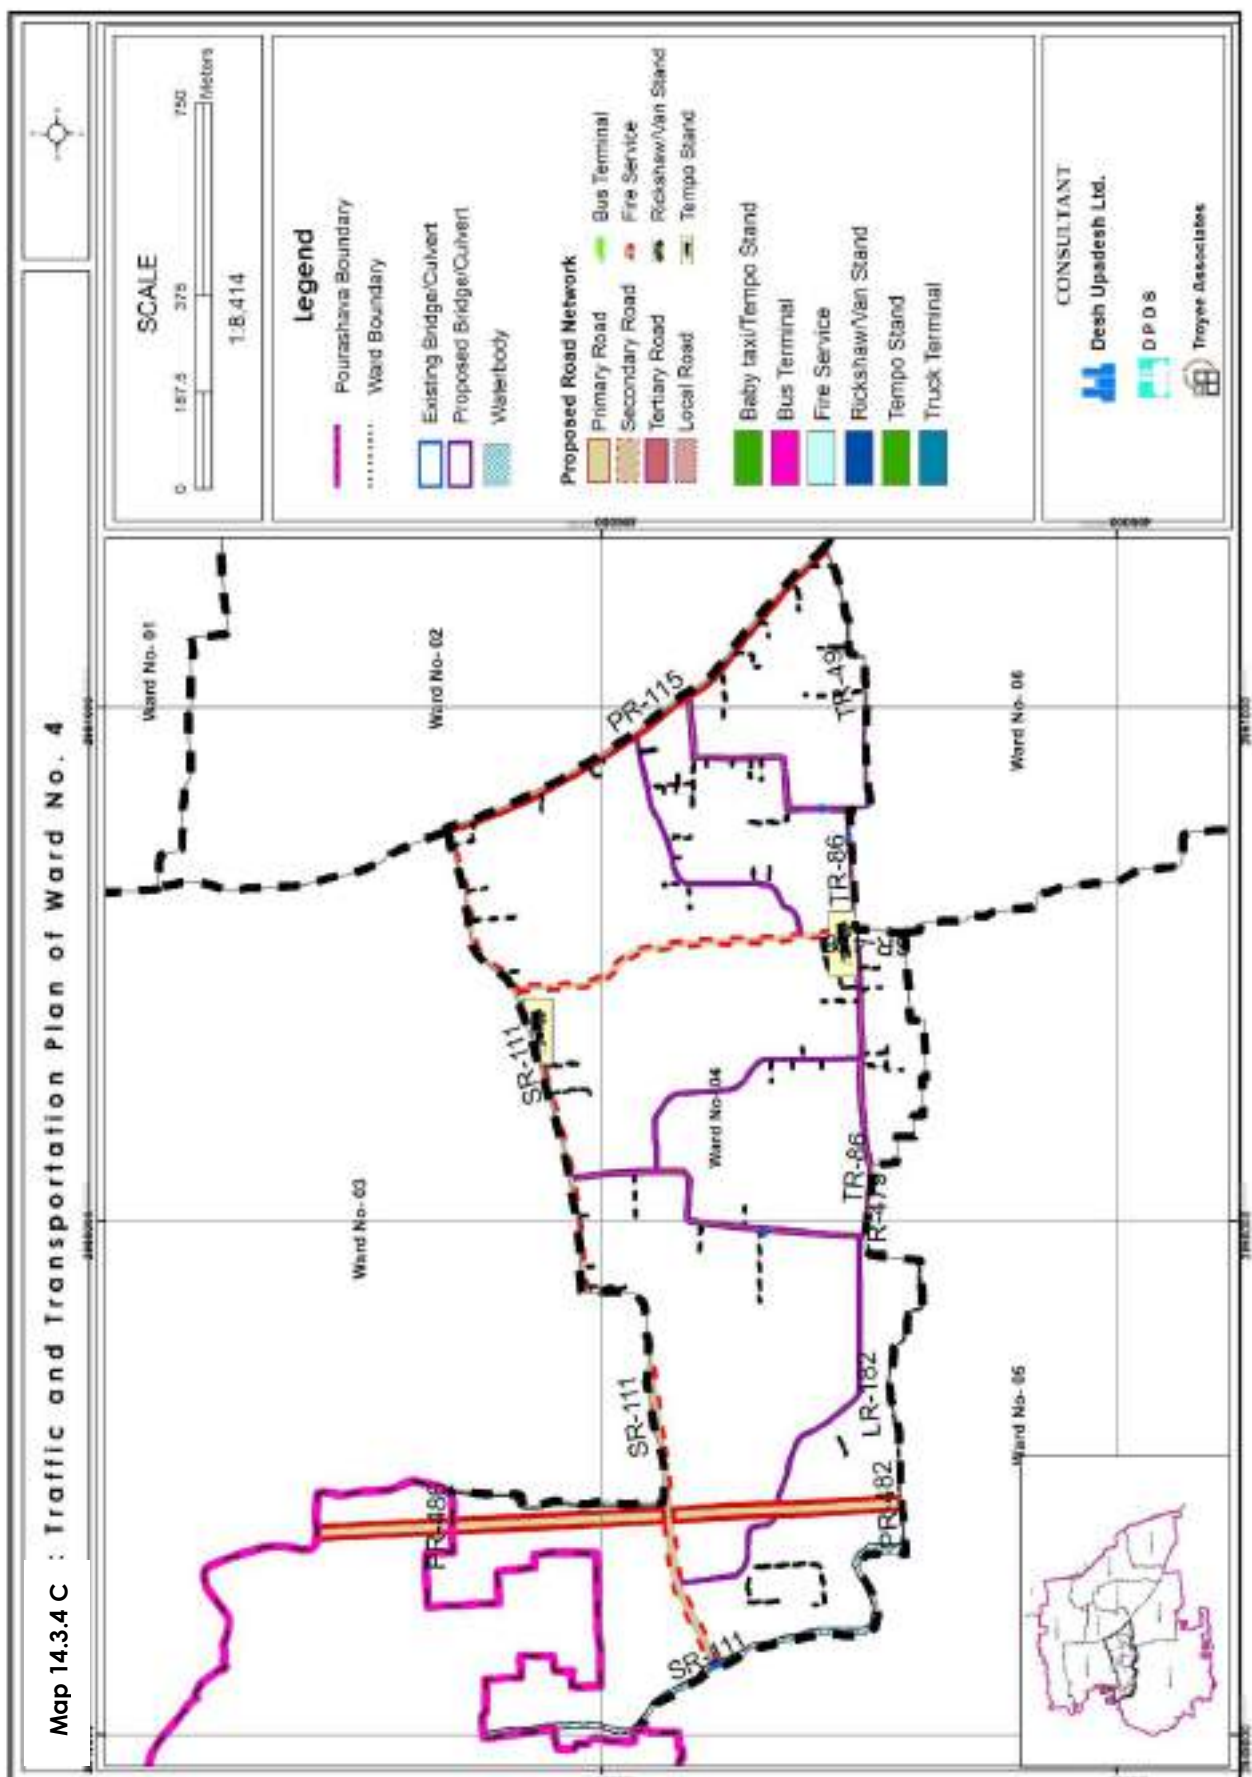 Map 14.3.4 C : Traffic and Transportation Plan of Ward No. 4
SCALE
0 187.5 375 750
Meters
1:8,414
Legend
Pourashava Boundary
Ward Boundary
Existing Bridge/Culvert
Proposed Bridge/Culvert
Waterbody
Proposed Road Network
Primary Road
Secondary Road
Tertiary Road
Local Road
Bus Terminal
Fire Service
Rickshaw/Van Stand
Tempo Stand
Baby taxi/Tempo Stand
Bus Terminal
Fire Service
Rickshaw/Van Stand
Tempo Stand
Truck Terminal
CONSULTANT
Desh Upadesh Ltd.
D P D S
Troyee Associates
Ward No- 01
Ward No- 02
Ward No- 03
Ward No- 04
Ward No- 05
Ward No- 06
PR-115
TR-49
TR-86
SR-111
TR-86
TR-479
SR-111
LR-182
PR-482
SR-111